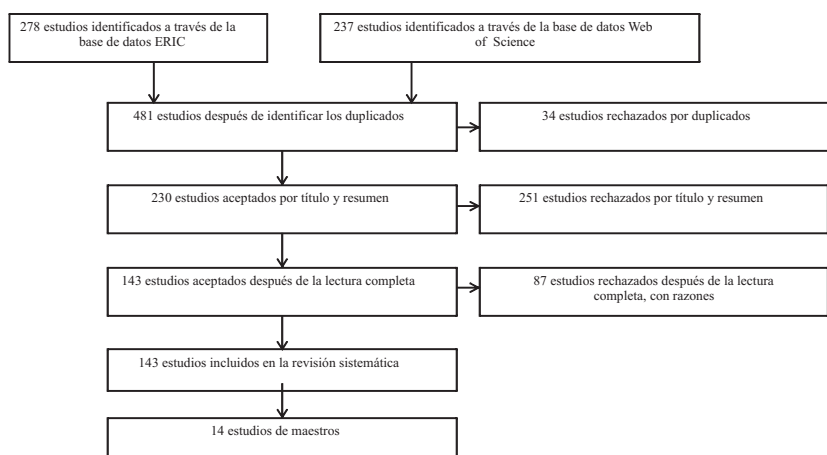 278 estudios identificados a través de la
base de datos ERIC
237 estudios identificados a través de la base de datos Web
of Science
481 estudios después de identificar los duplicados
34 estudios rechazados por duplicados
230 estudios aceptados por título y resumen
251 estudios rechazados por título y resumen
143 estudios aceptados después de la lectura completa
87 estudios rechazados después de la lectura
completa, con razones
143 estudios incluidos en la revisión sistemática
14 estudios de maestros